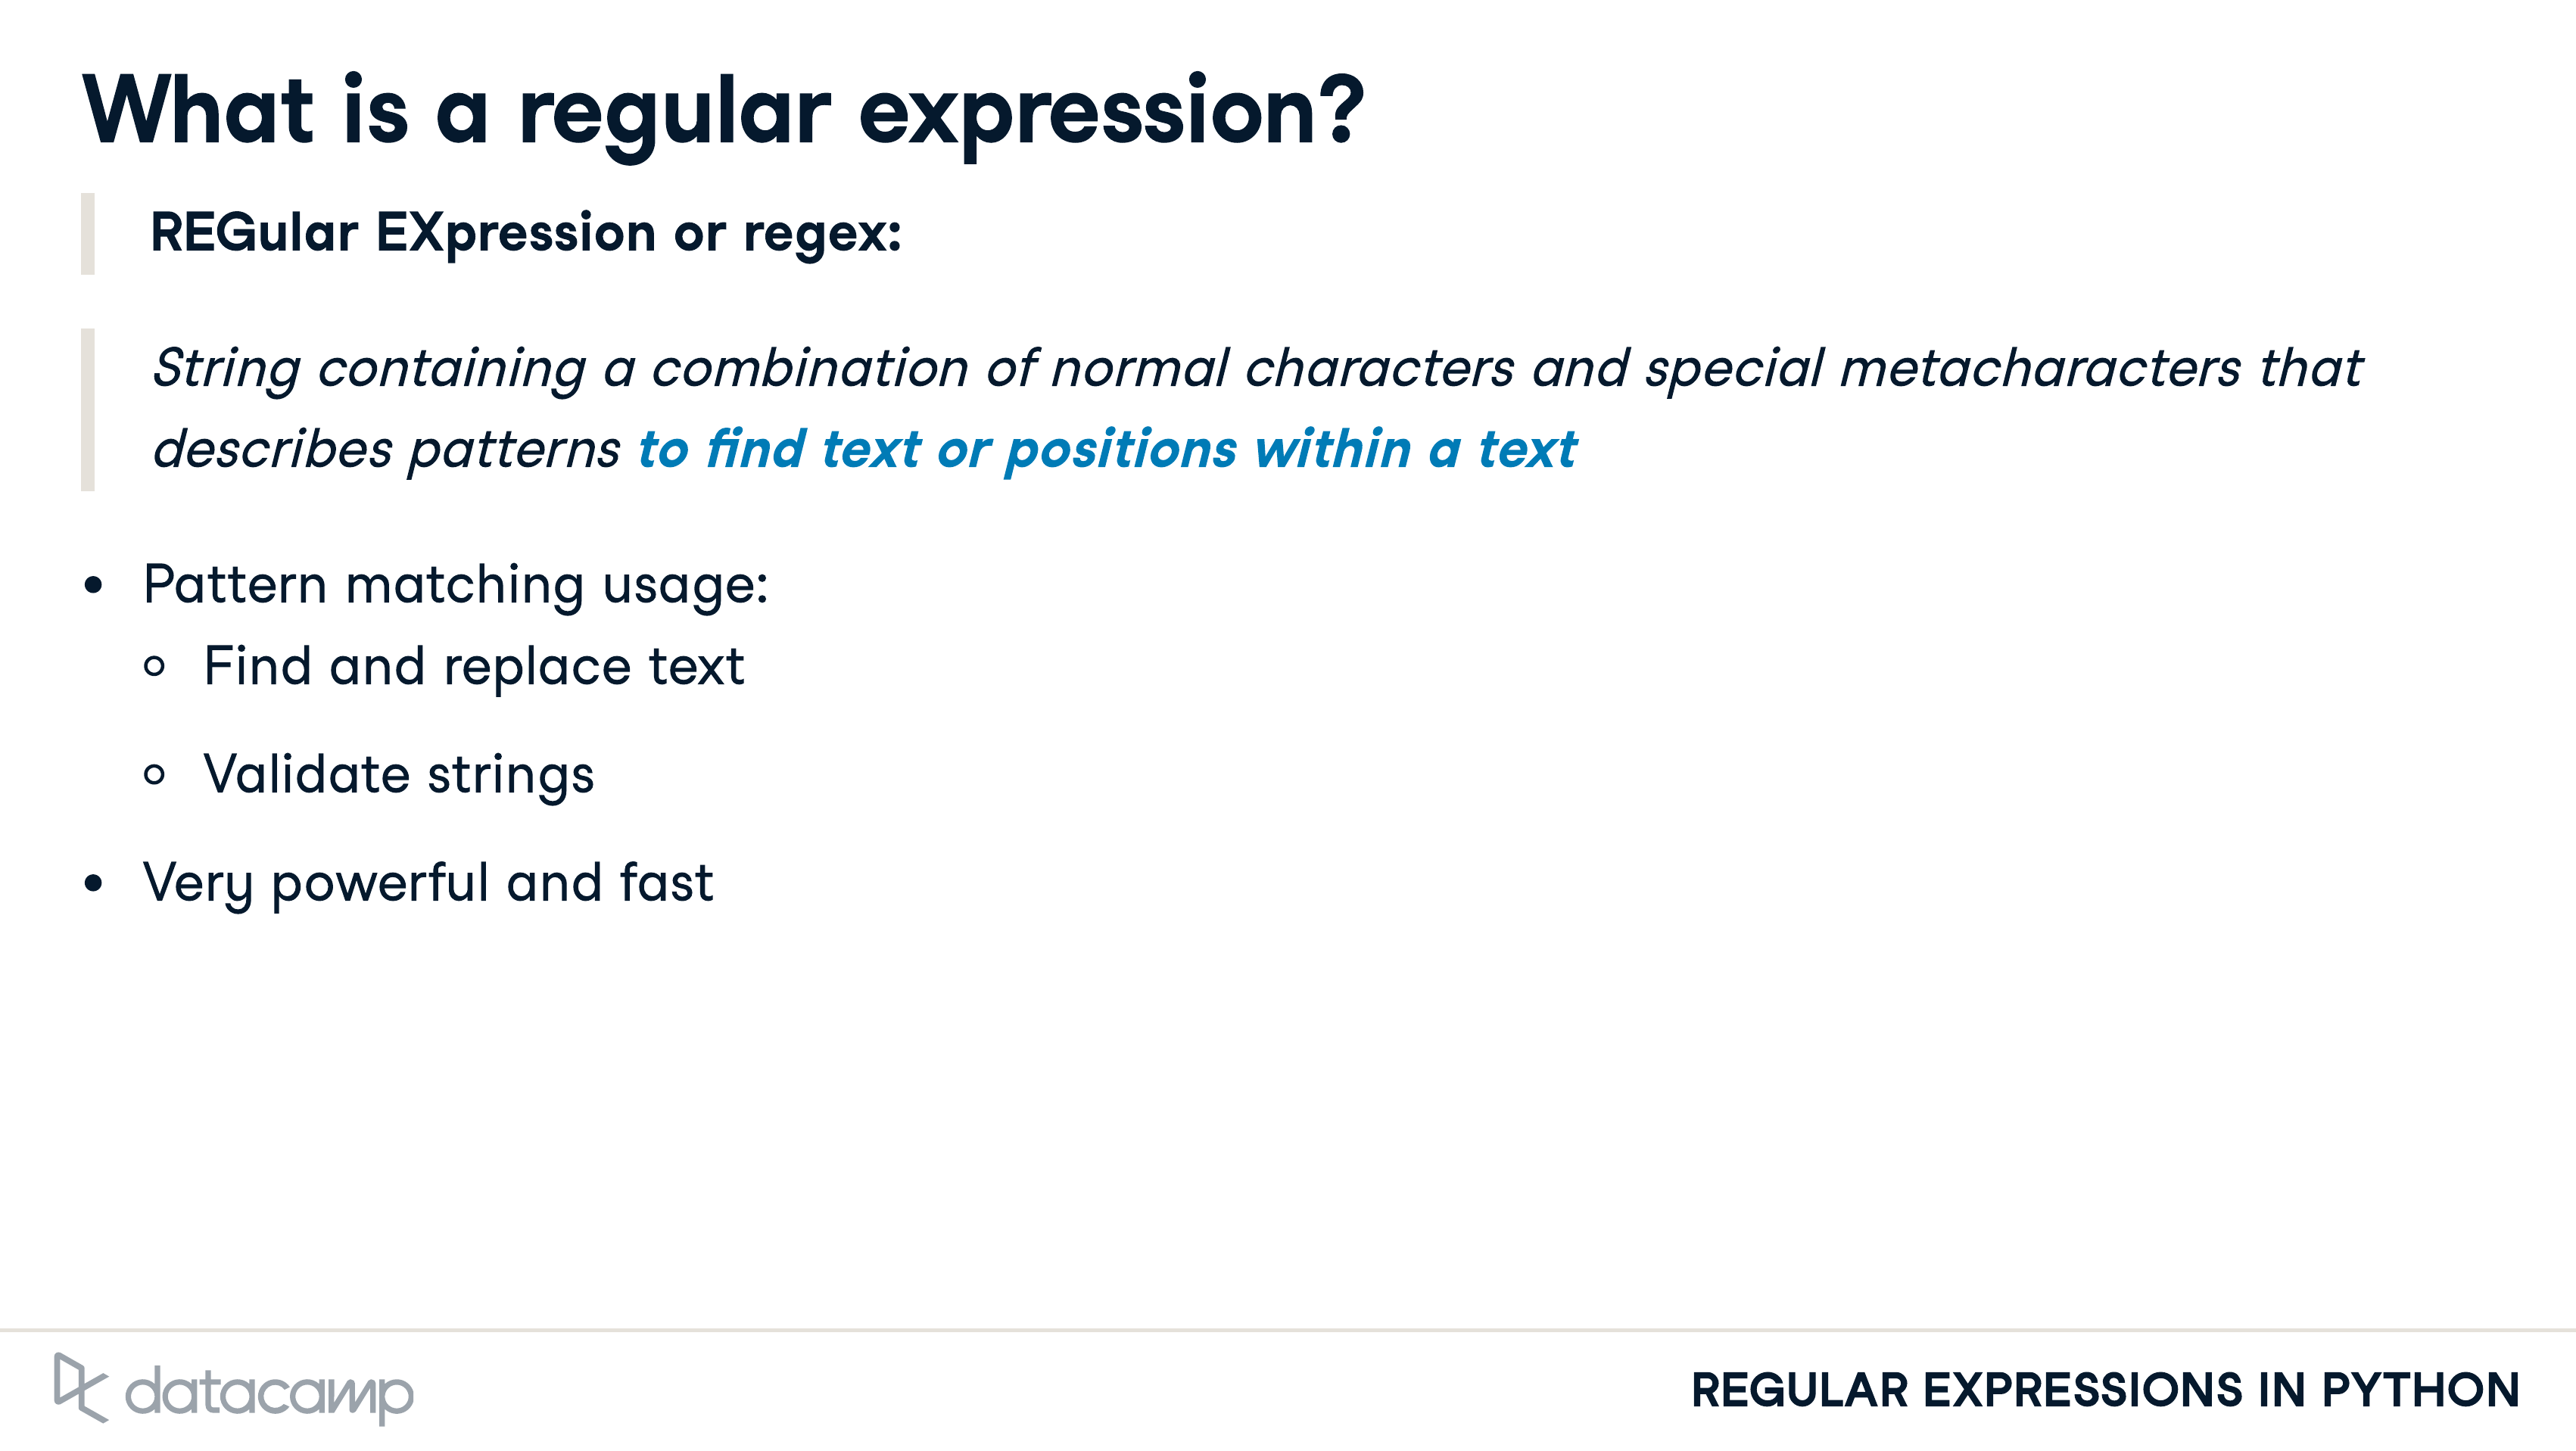 What is a regular expression?
REGular EXpression or regex:
String containing a combination of normal characters and special metacharacters that
describes patterns to find text or positions within a text
• Pattern matching usage:
○ Find and replace text
○ Validate strings
• Very powerful and fast
datacamp
REGULAR EXPRESSIONS IN PYTHON